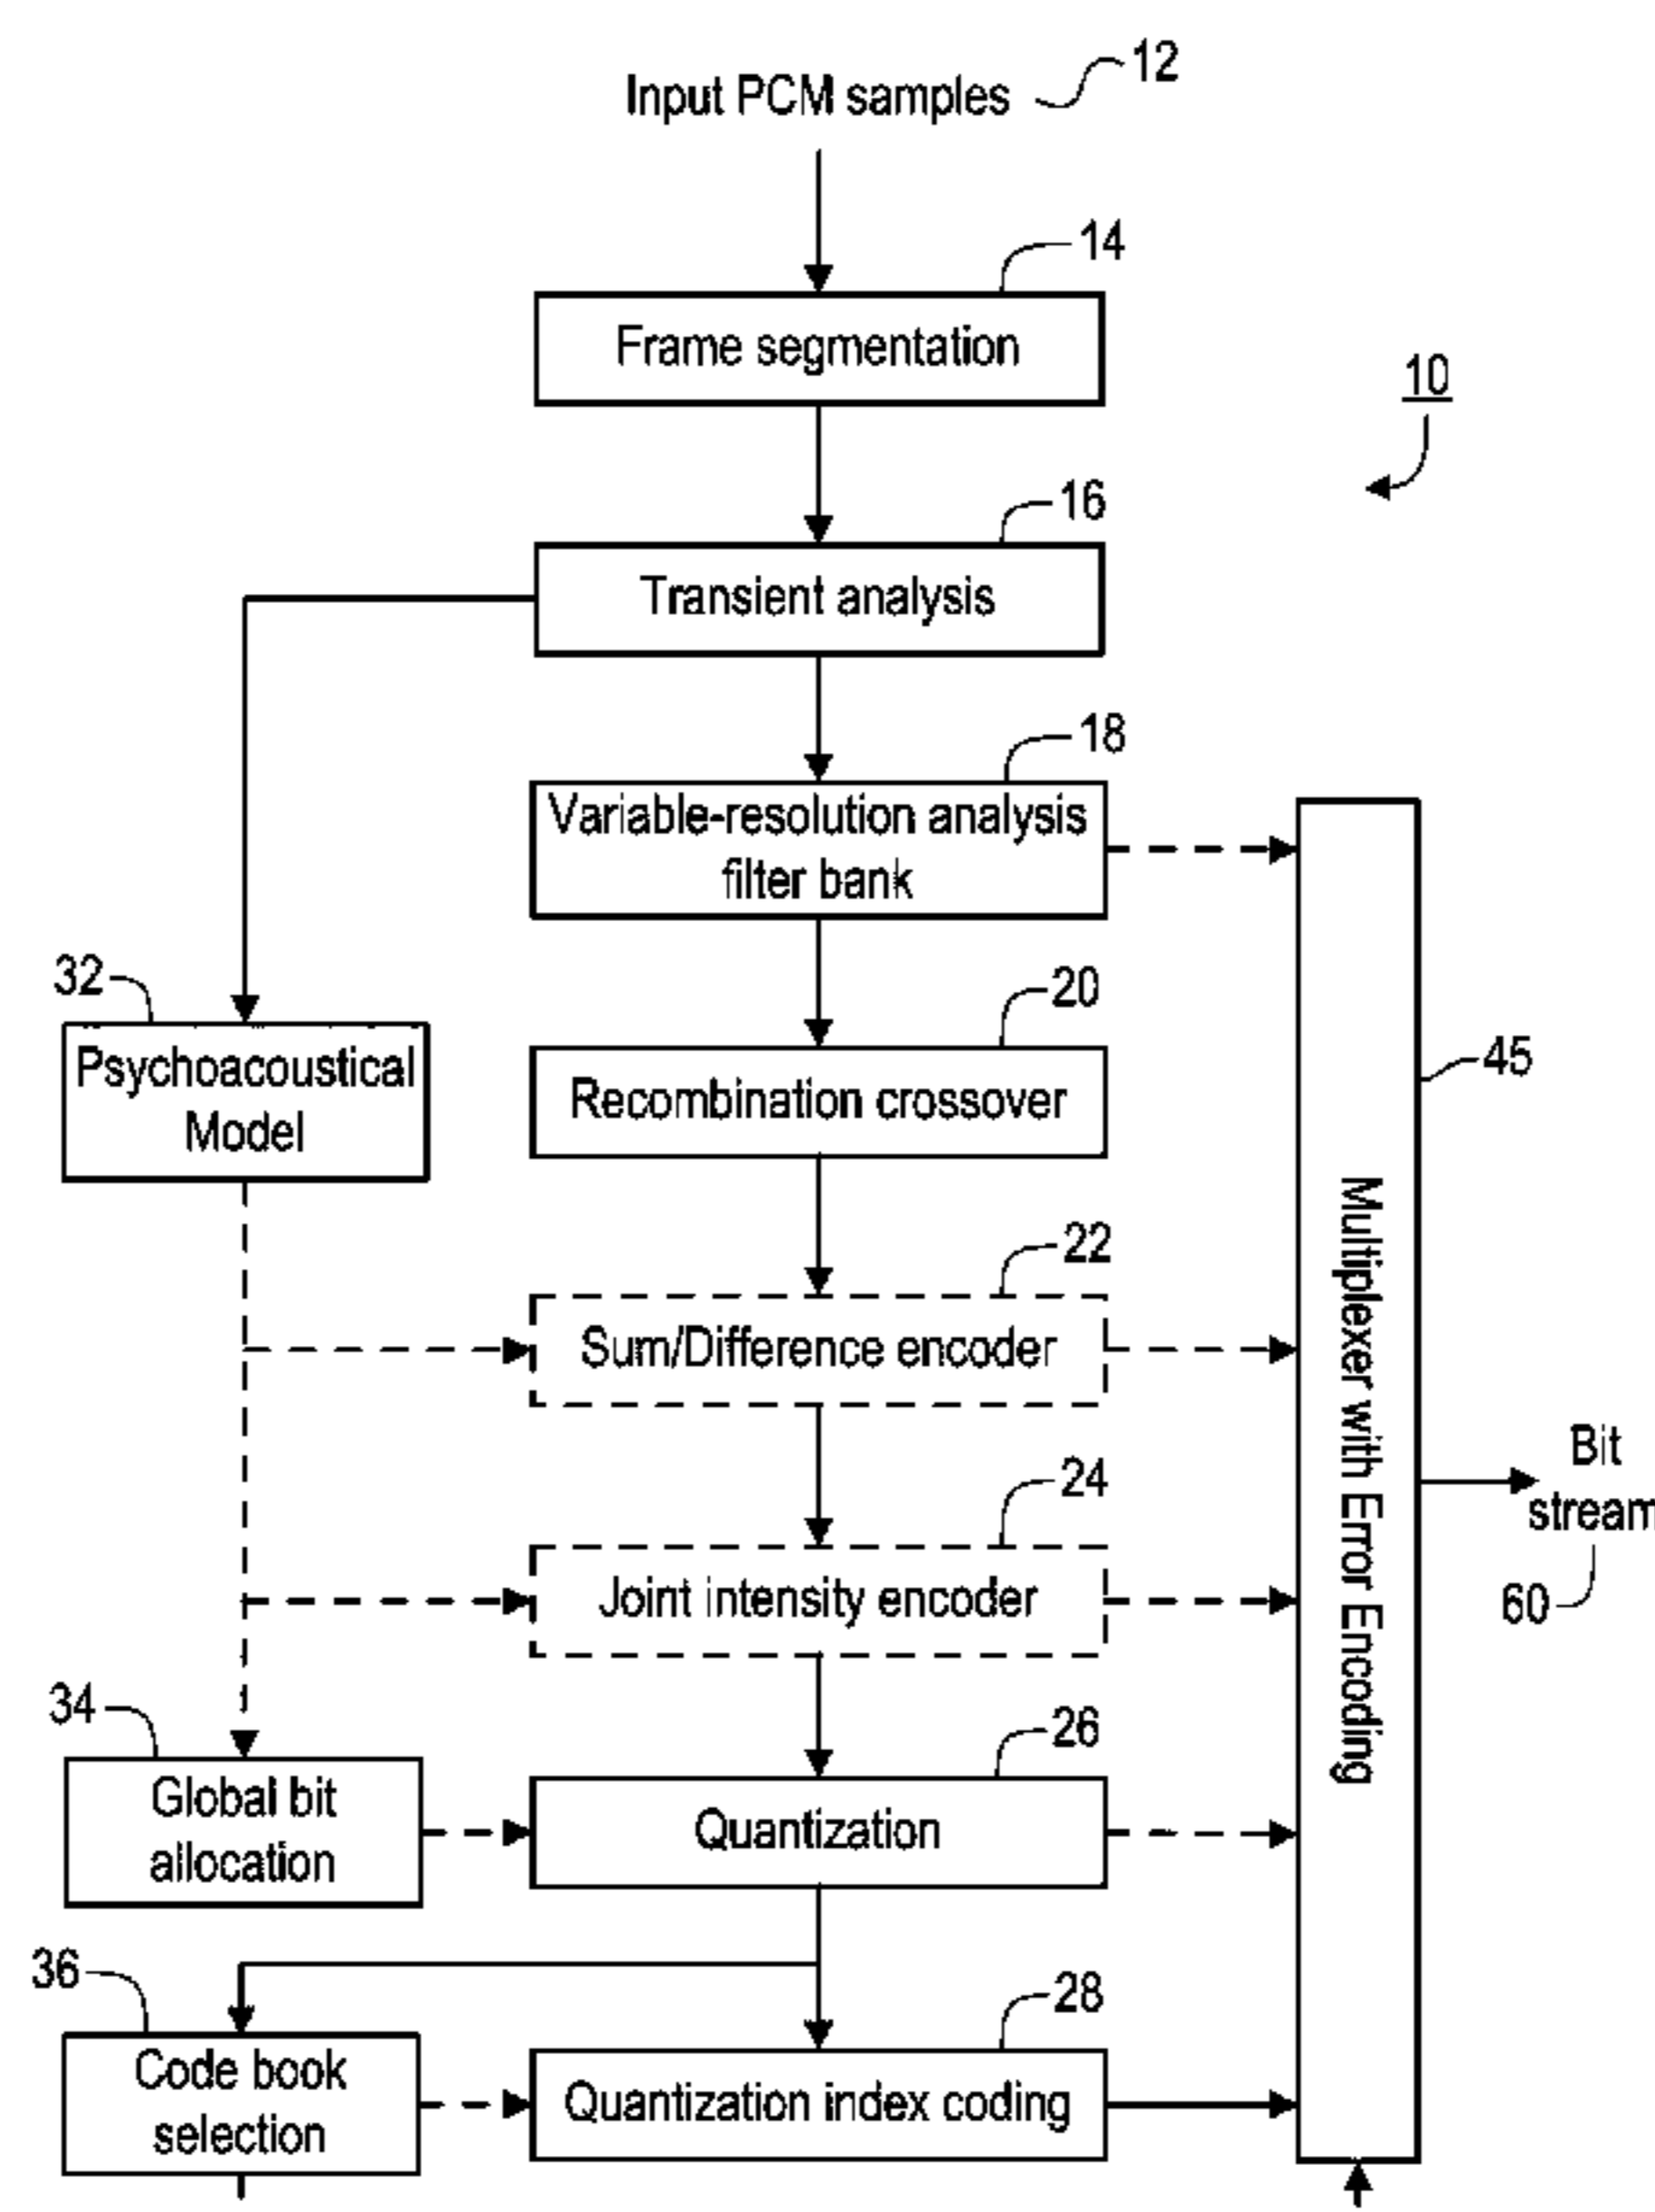 Input PCM samples
12
14
Frame segmentation
10
16
Transient analysis
18
Variable-resolution analysis
filter bank
32
20
Psychoacoustical
Model
Recombination crossover
45
22
Sum/Difference encoder
Multiplexer with Error Encoding
24
Joint intensity encoder
Bit
stream
60
34
26
Global bit
allocation
Quantization
36
28
Code book
selection
Quantization index coding